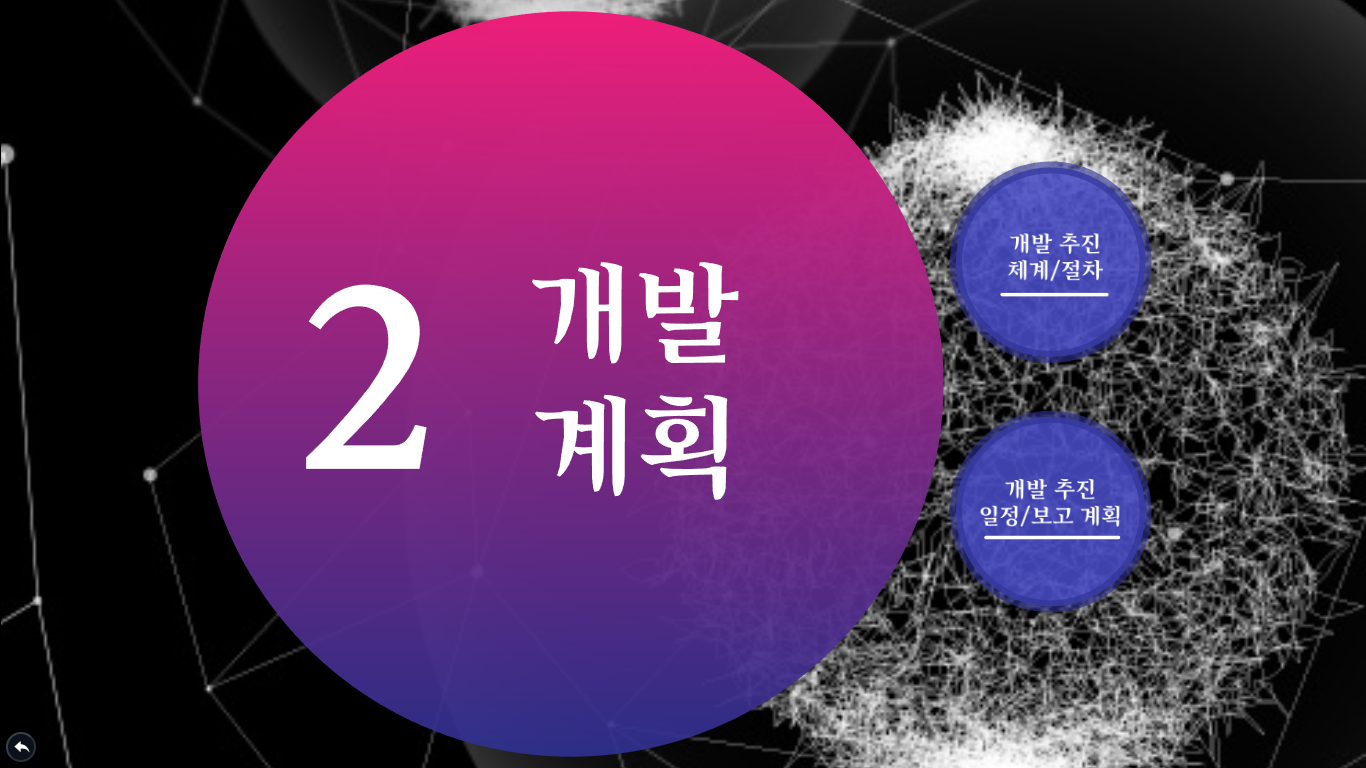 2
개발
계획
개발 추진
체계/절차
개발 추진
일정/보고 계획